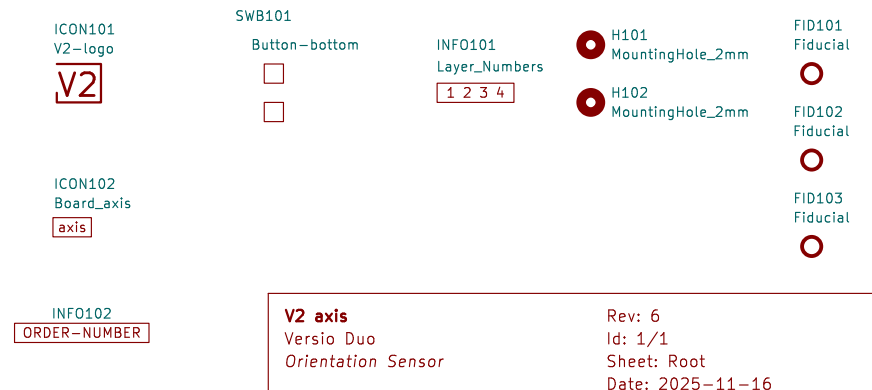 ICON101
V2-logo
V2
SWB101
Button-bottom
INFO101
Layer_Numbers
1 2 3 4
H101
MountingHole_2mm
H102
MountingHole_2mm
FID101
Fiducial
FID102
Fiducial
FID103
Fiducial
ICON102
Board_axis
axis
INFO102
ORDER-NUMBER
V2 axis
Versio Duo
Orientation Sensor
Rev: 6
Id: 1/1
Sheet: Root
Date: 2025-11-16